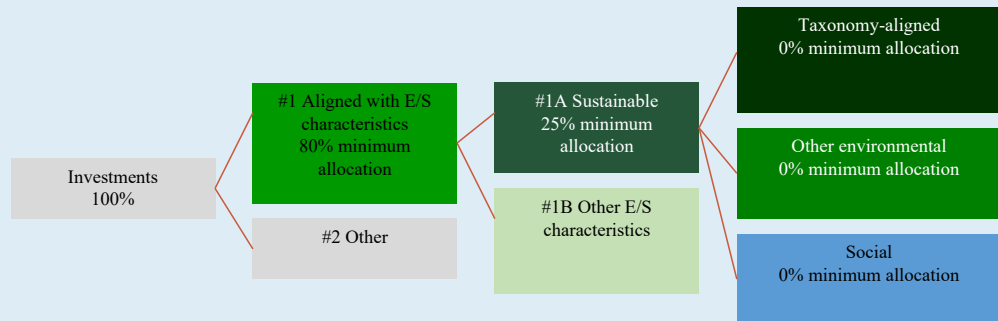 Investments
100%
#1 Aligned with E/S
characteristics
80% minimum
allocation
#2 Other
#1A Sustainable
25% minimum
allocation
#1B Other E/S
characteristics
Taxonomy-aligned
0% minimum allocation
Other environmental
0% minimum allocation
Social
0% minimum allocation